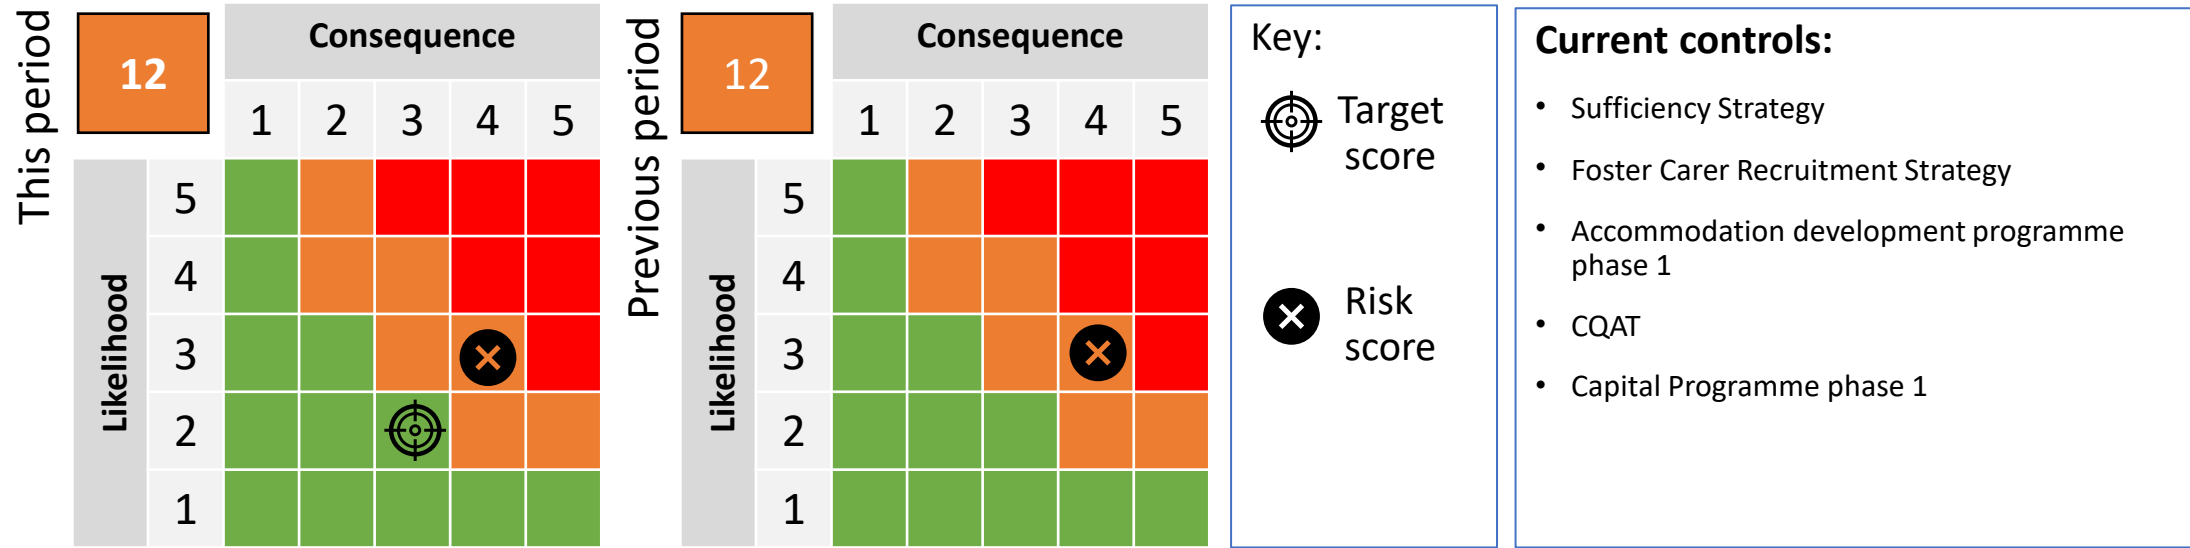 This period
12
Consequence
1 2 3 4 5
Likelihood
5
4
3
2
1
Previous period
12
Consequence
1 2 3 4 5
Likelihood
5
4
3
2
1
Key:
Target
score
Risk
score
Current controls:
• Sufficiency Strategy
• Foster Carer Recruitment Strategy
• Accommodation development programme
phase 1
• CQAT
• Capital Programme phase 1